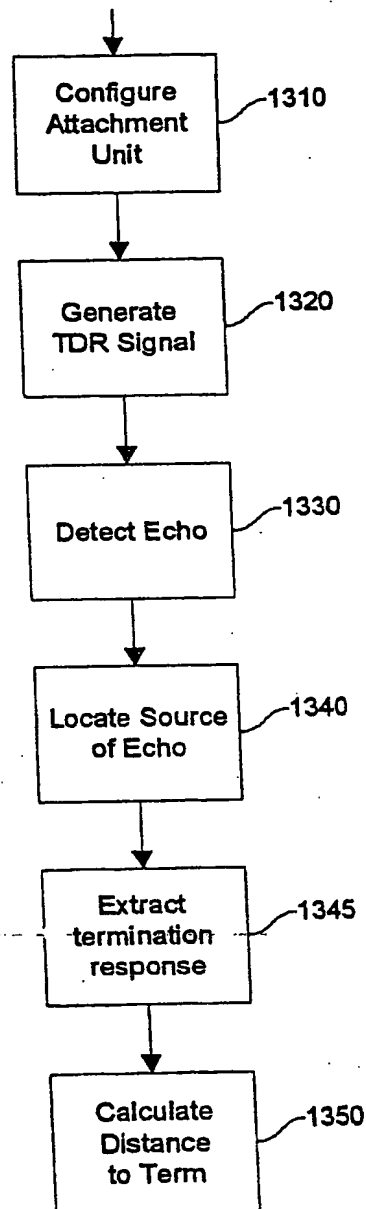 Configure
Attachment
Unit
1310
Generate
TDR Signal
1320
Detect Echo
1330
Locate Source
of Echo
1340
Extract
termination
response
1345
Calculate
Distance
to Term
1350